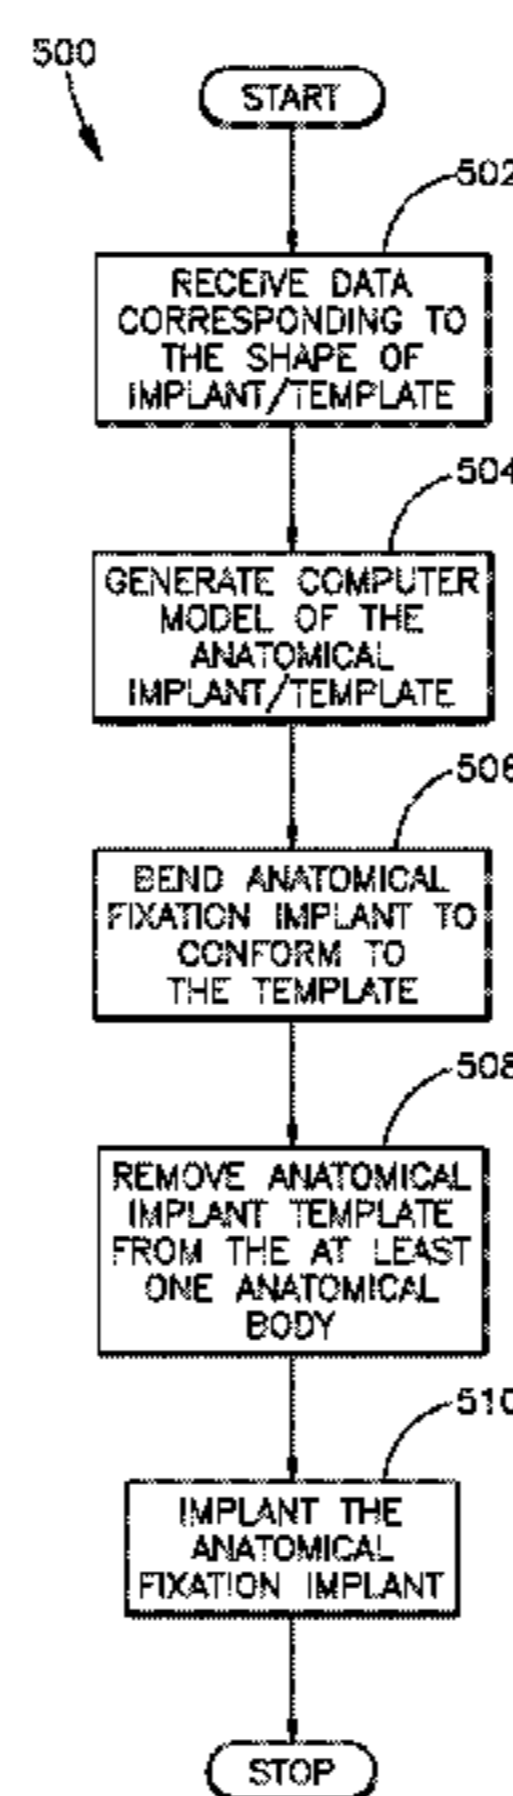 500
START
502
RECEIVE DATA
CORRESPONDING TO
THE SHAPE OF
IMPLANT/TEMPLATE
504
GENERATE COMPUTER
MODEL OF THE
ANATOMICAL
IMPLANT/TEMPLATE
506
BEND ANATOMICAL
FIXATION IMPLANT TO
CONFORM TO
THE TEMPLATE
508
REMOVE ANATOMICAL
IMPLANT TEMPLATE
FROM THE AT LEAST
ONE ANATOMICAL
BODY
510
IMPLANT THE
ANATOMICAL
FIXATION IMPLANT
STOP